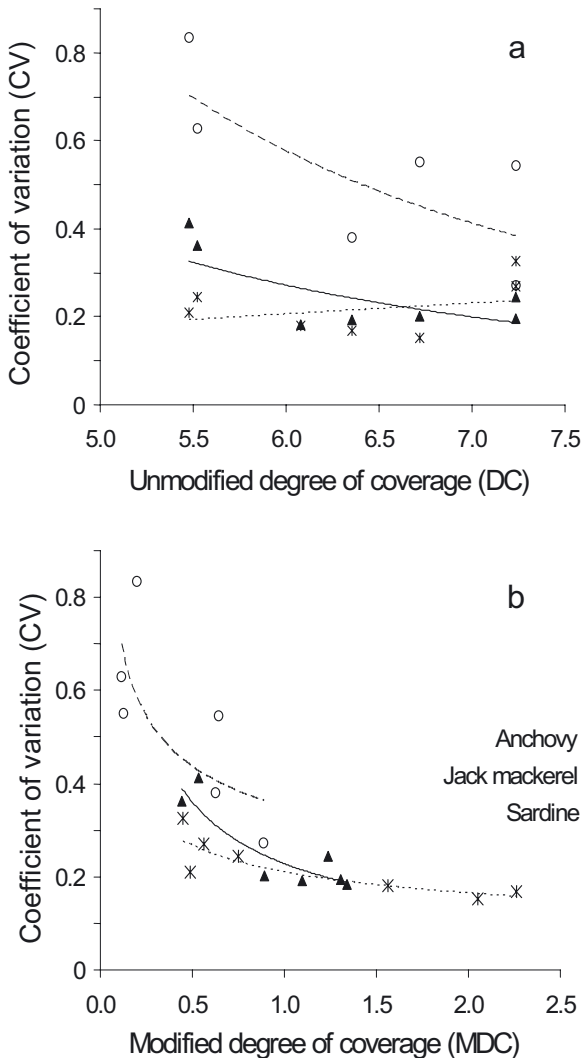 a
0.8
0.6
0.4
0.2
0
5.0 5.5 6.0 6.5 7.0 7.5
Coefficient of variation (CV)
Unmodified degree of coverage (DC)
b
0.8
0.6
0.4
0.2
0
0.0 0.5 1.0 1.5 2.0 2.5
Coefficient of variation (CV)
Anchovy
Jack mackerel
Sardine
Modified degree of coverage (MDC)